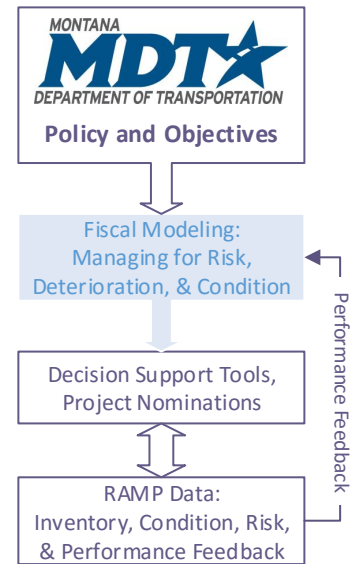 MONTANA
MDT
DEPARTMENT OF TRANSPORTATION
Policy and Objectives
Fiscal Modeling:
Managing for Risk,
Deterioration, & Condition
Performance Feedback
Decision Support Tools,
Project Nominations
RAMP Data:
Inventory, Condition, Risk,
& Performance Feedback